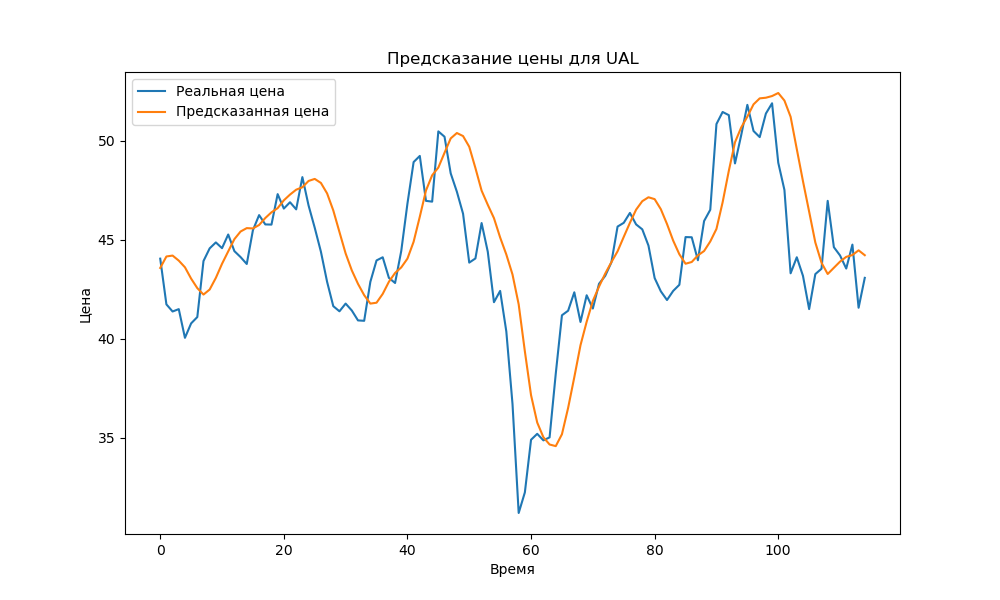 Предсказание цены для UAL
Реальная цена
Предсказанная цена
50
45
40
35
Цена
0 20 40 60 80 100
Время